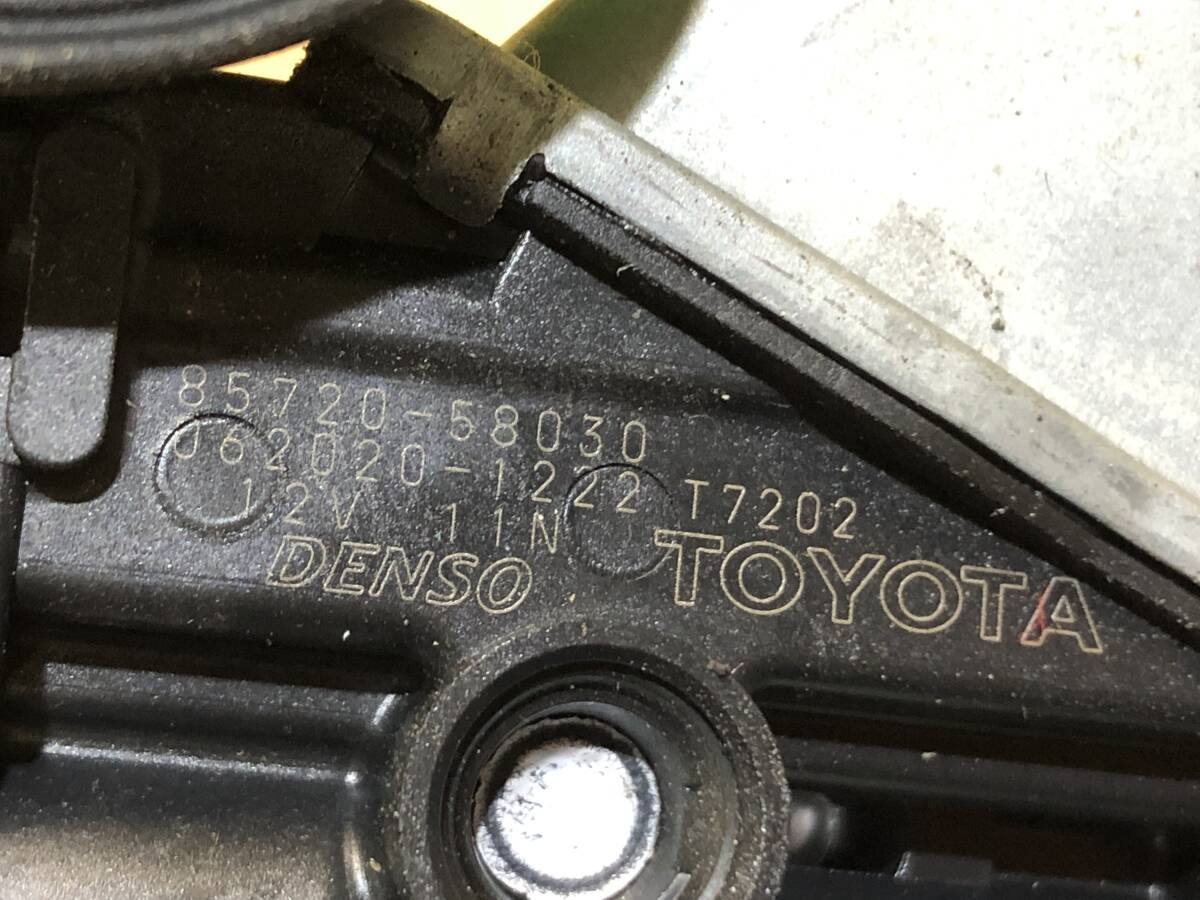 85720-58030
062020-1222 T7202
12V 11N
DENSO TOYOTA